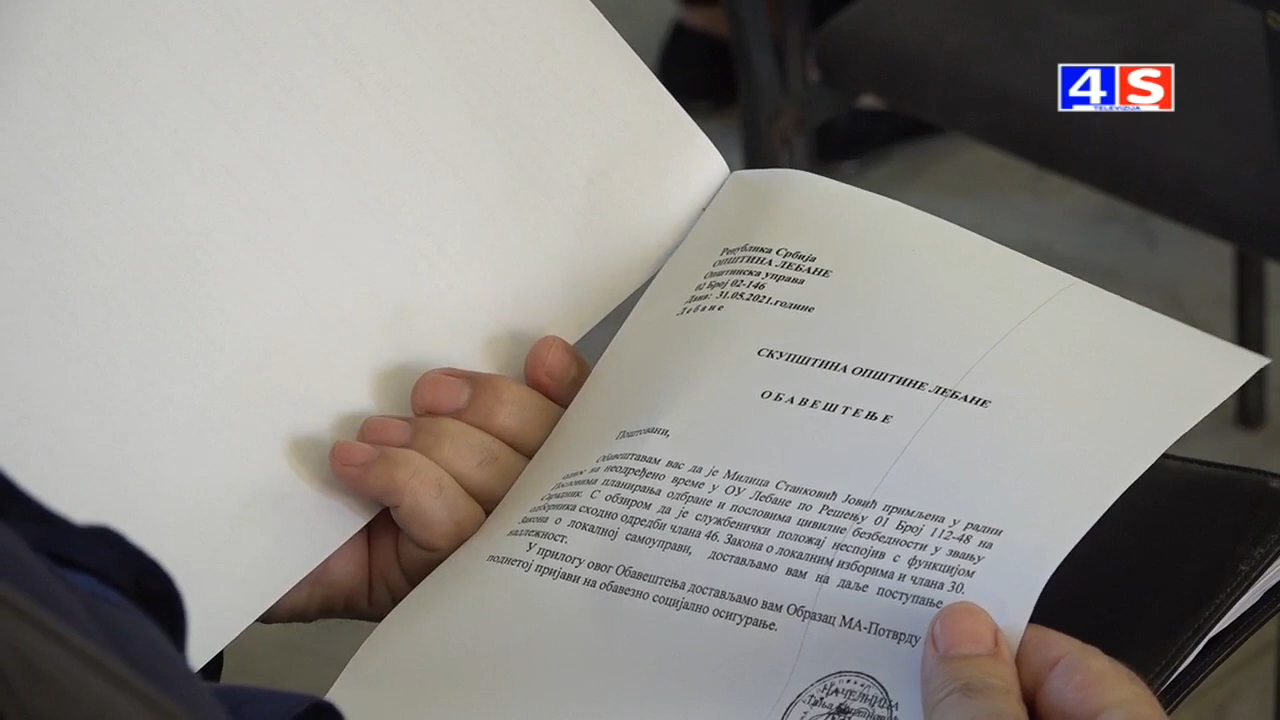 4S
TELEVIZIJA
Република Србија
ОПШТИНА ЛЕБАНЕ
Општинска управа
02 Број 02-146
Дана: 31.05.2021.године
Л е б а н е
СКУПШТИНА ОПШТИНЕ ЛЕБАНЕ
О Б А В Е Ш Т Е Њ Е
Поштовани,
Обавештавам вас да је Милица Станковић Јовић примљена у радни
однос на неодређено време у ОУ Лебане по Решењу 01 Број 112-48 на
Пословима планирања одбране и пословима цивилне безбедности у звању
Сарадник. С обзиром да је службенички положај неспојив с функцијом
одборника сходно одредби члана 46. Закона о локалним изборима и члана 30.
Закона о локалној самоуправи, достављамо вам на даље поступање
надлежност.
У прилогу овог Обавештења достављамо вам Образац МА-Потврду
поднетој пријави на обавезно социјално осигурање.
НАЧЕЛНИЦА